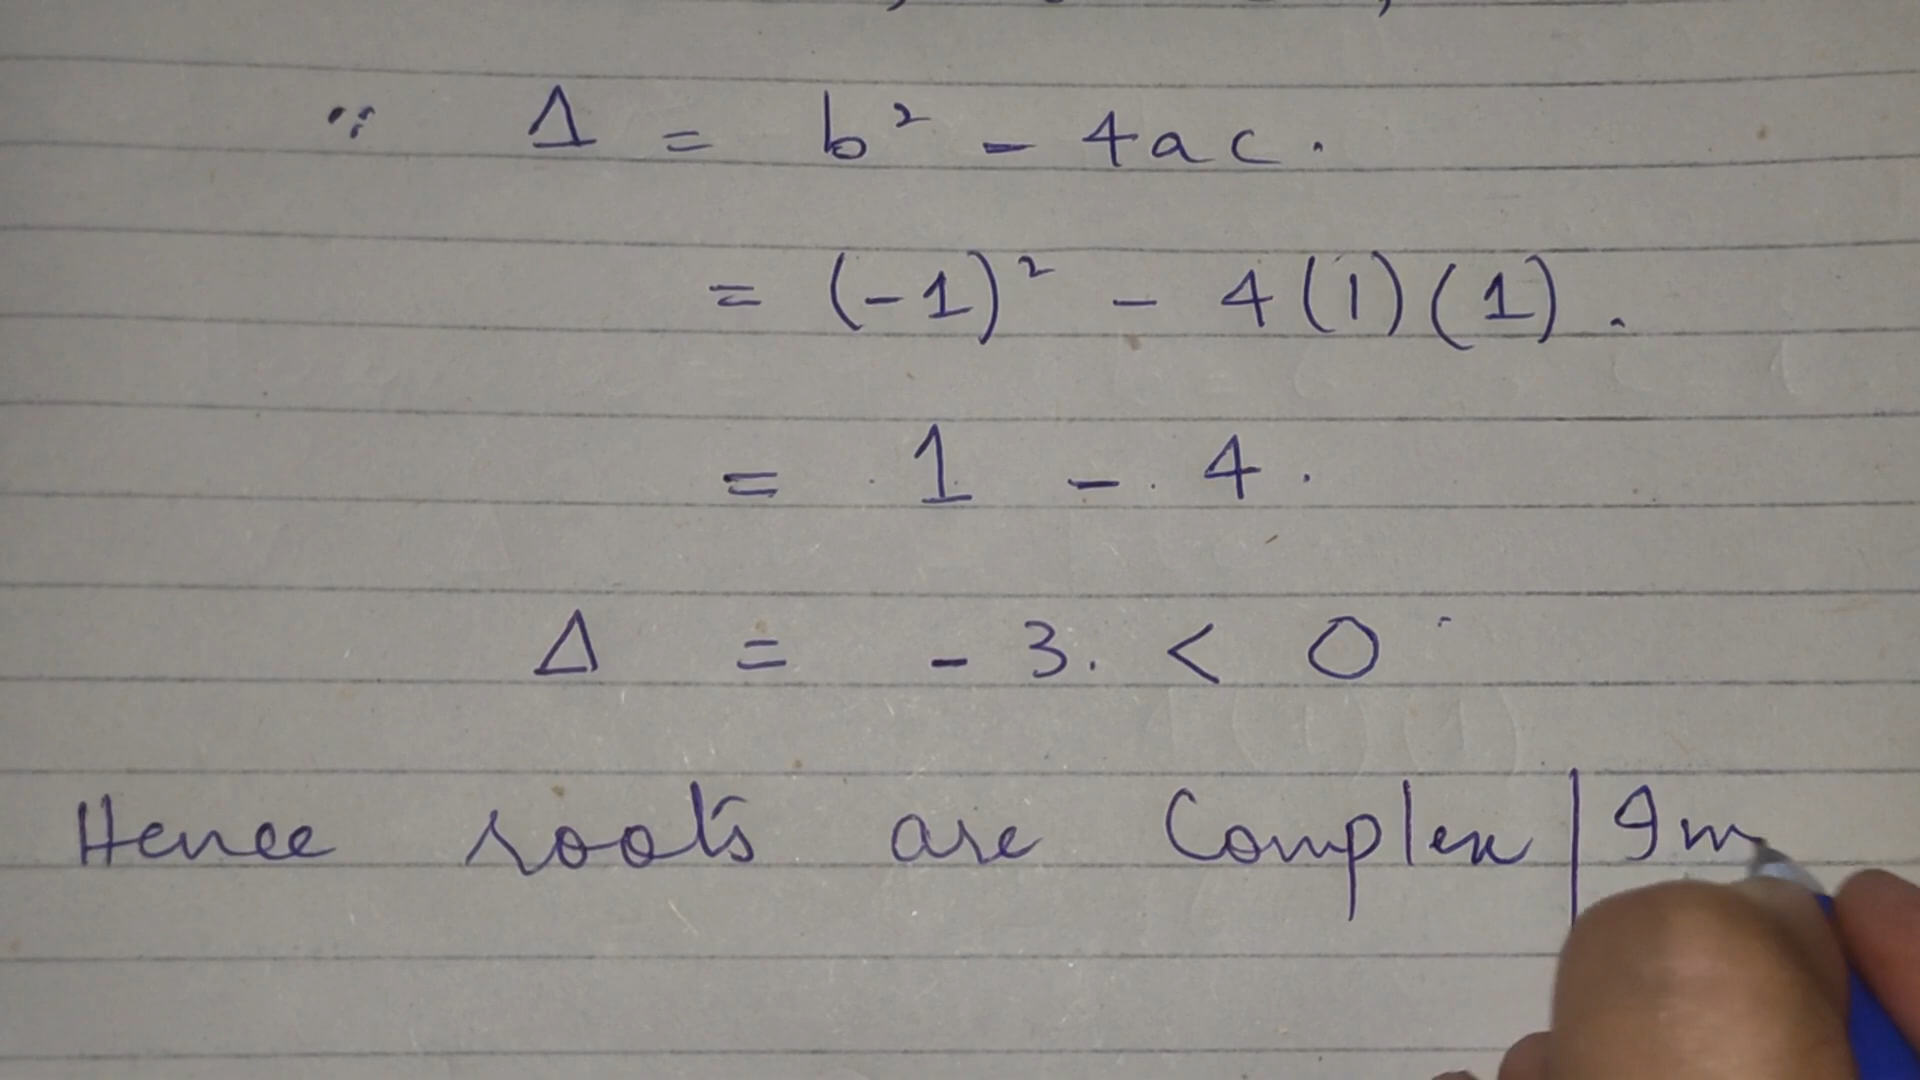 ∵ Δ = b² - 4ac.
= (-1)² - 4(1)(1).
= 1 - 4.
Δ = -3. < 0
Hence roots are Complex / Im